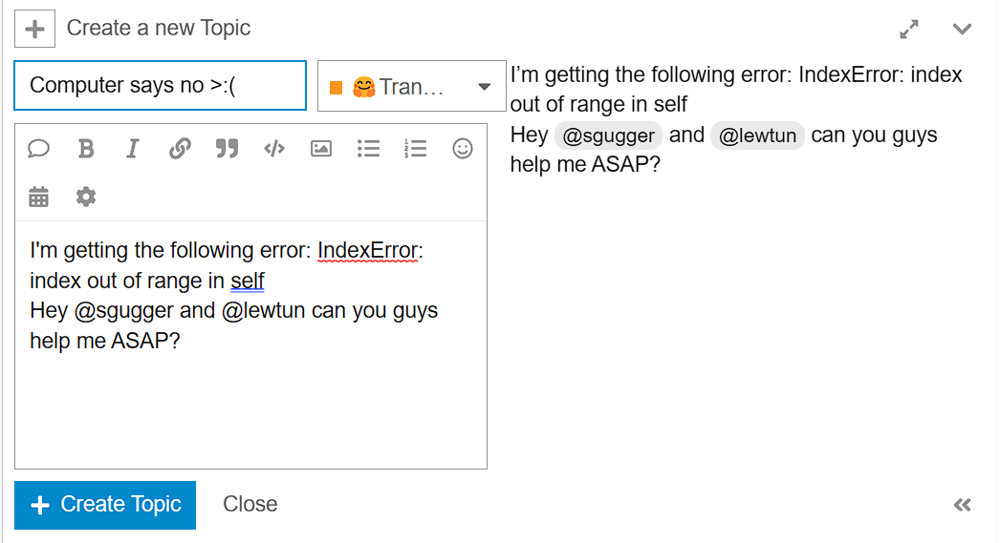 Create a new Topic
Computer says no >:(
🤗 Tran...
I'm getting the following error: IndexError:
index out of range in self
Hey @sgugger and @lewtun can you guys
help me ASAP?
I’m getting the following error: IndexError: index
out of range in self
Hey @sgugger and @lewtun can you guys
help me ASAP?
Create Topic
Close